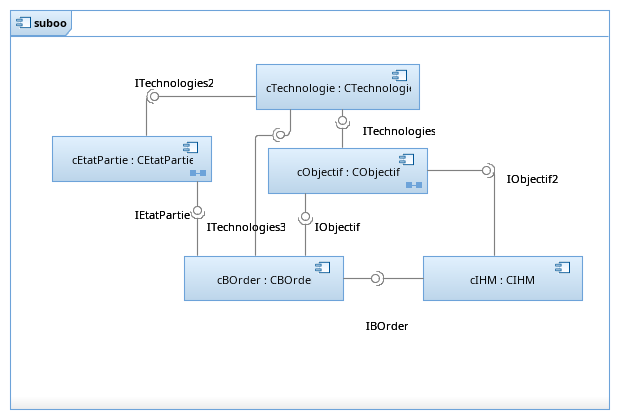 suboo
ITechnologies2
cTechnologie : CTechnologie
ITechnologies
cEtatPartie : CEtatPartie
cObjectif : CObjectif
IObjectif2
IEtatPartie
ITechnologies3
IObjectif
cBOrder : CBOrde
cIHM : CIHM
IBOrder